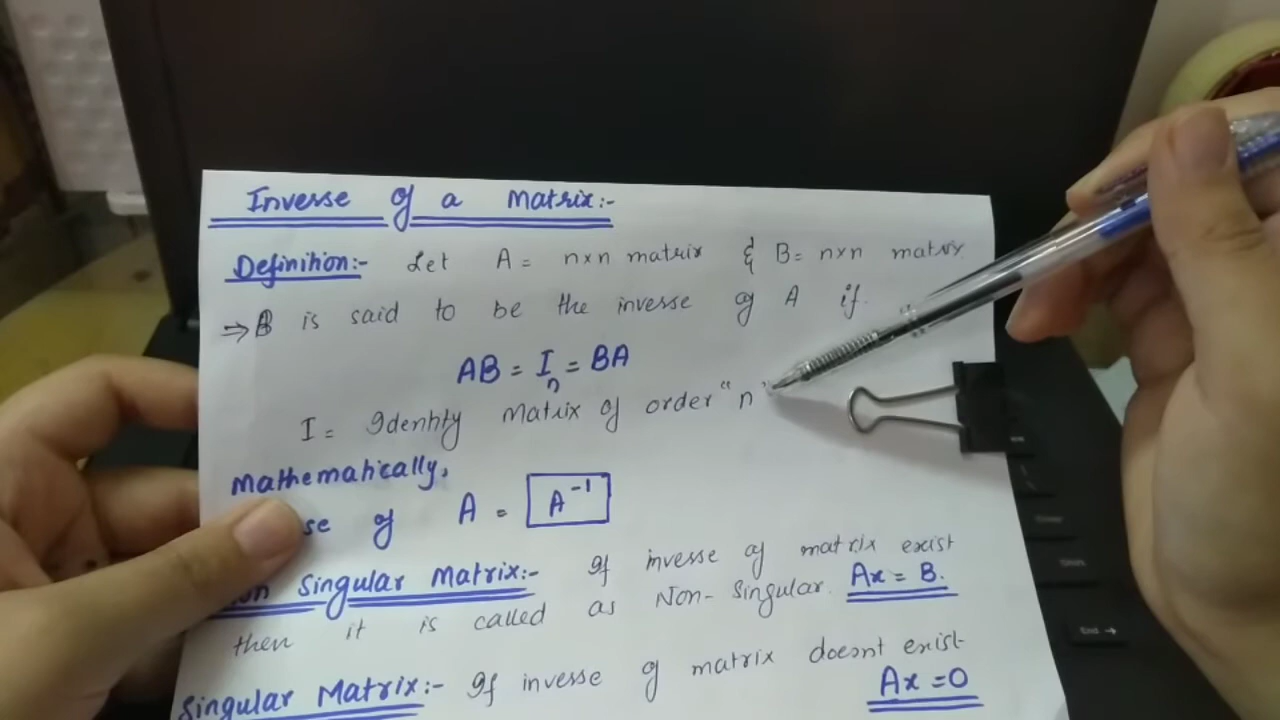 Inverse of a Matrix:-
Definition:- Let A = n×n matrix & B= n×n matrix
⇒ B is said to be the inverse of A if.
AB = Iₙ = BA
I = Identity matrix of order "n"
Mathematically,
of A = A⁻¹
Singular Matrix:- If inverse of matrix exist
then it is called as Non-Singular. Ax = B.
Singular Matrix:- If inverse of matrix doesnt exist
Ax = 0
End →